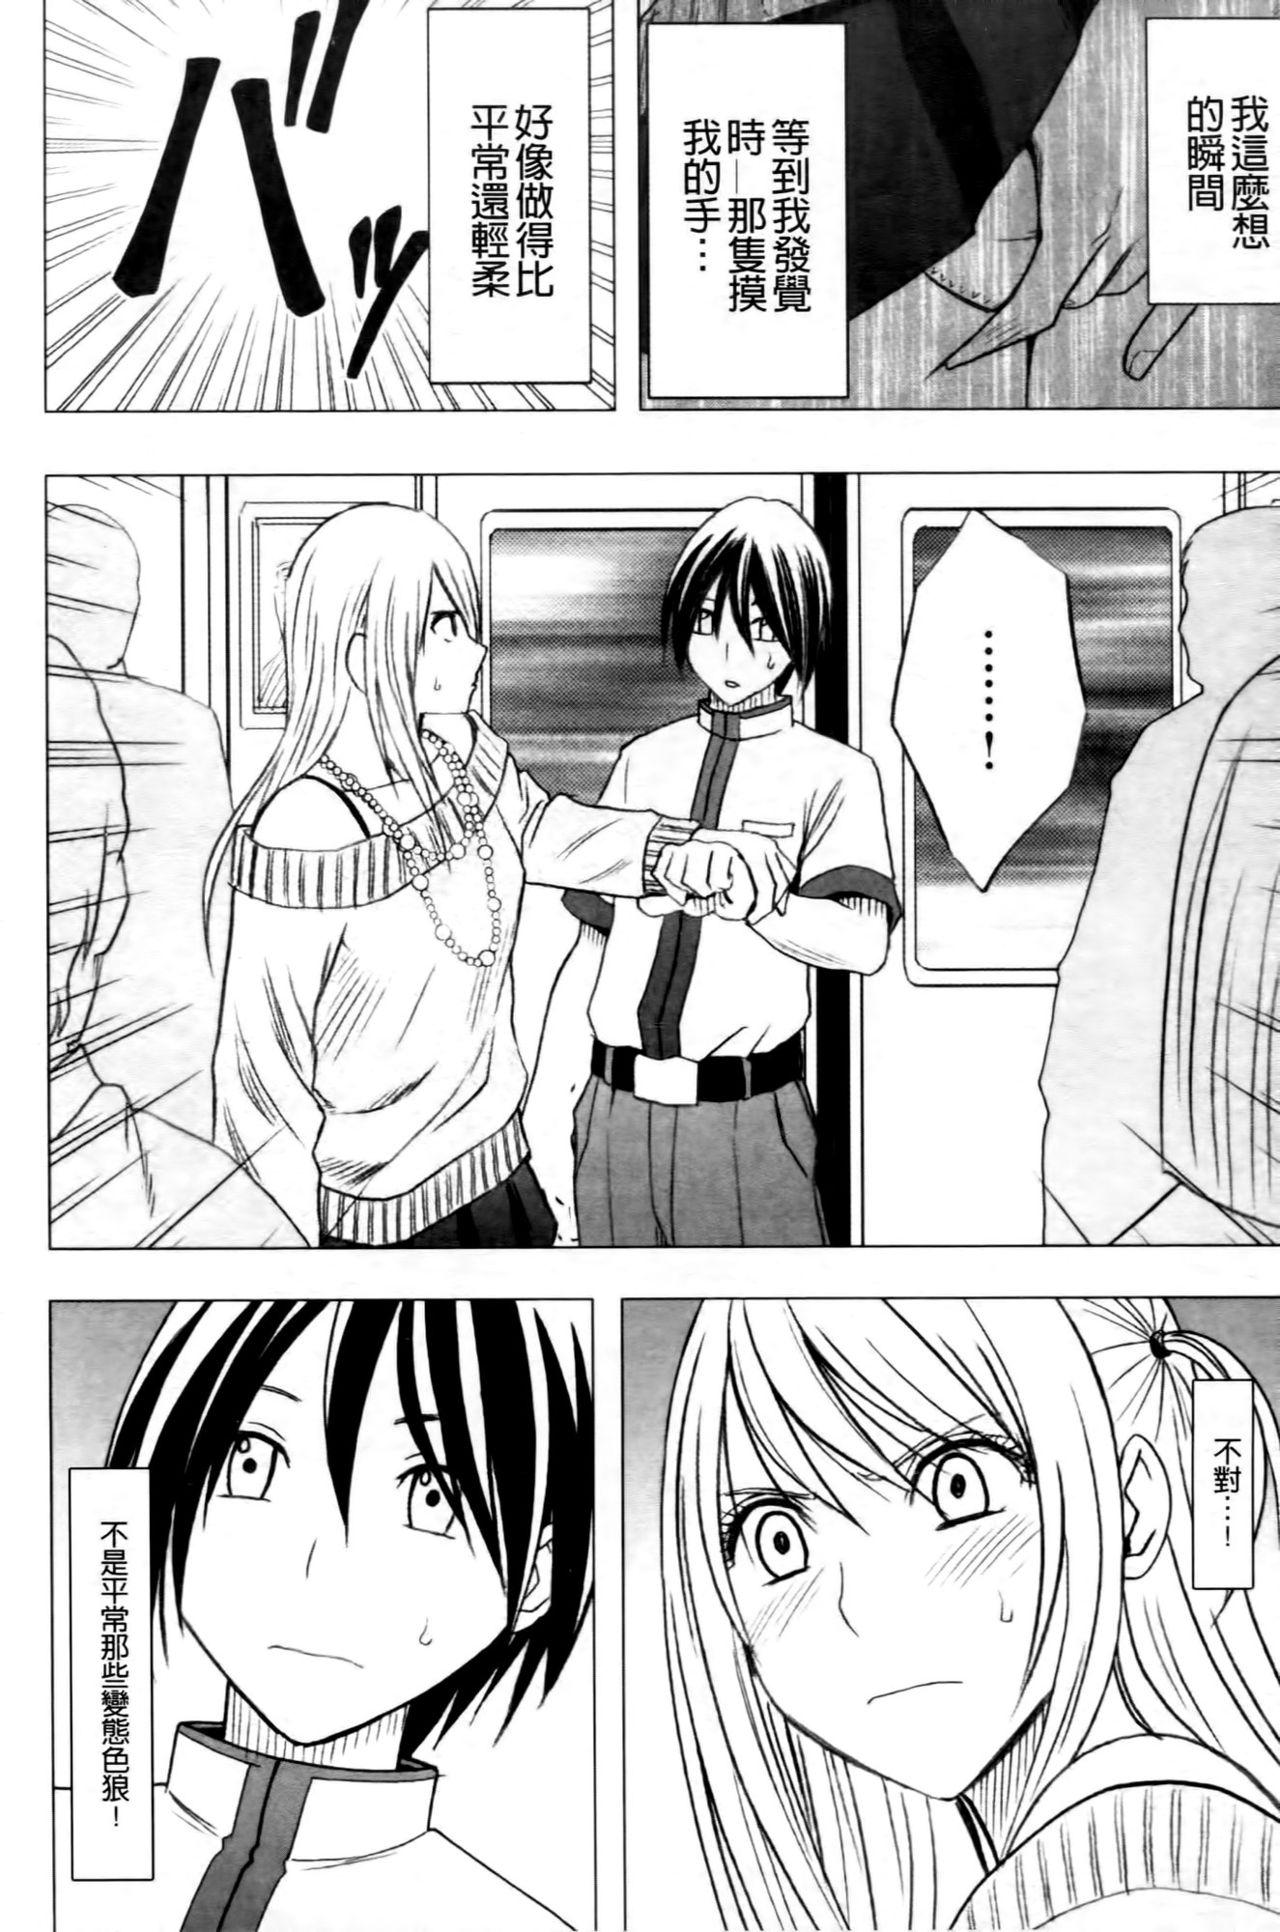 我這麼想
的瞬間
等到我發覺
時—那隻摸
我的手…
好像做得比
平常還輕柔
バッ
………！
不對…！
不是平常那些變態色狼！